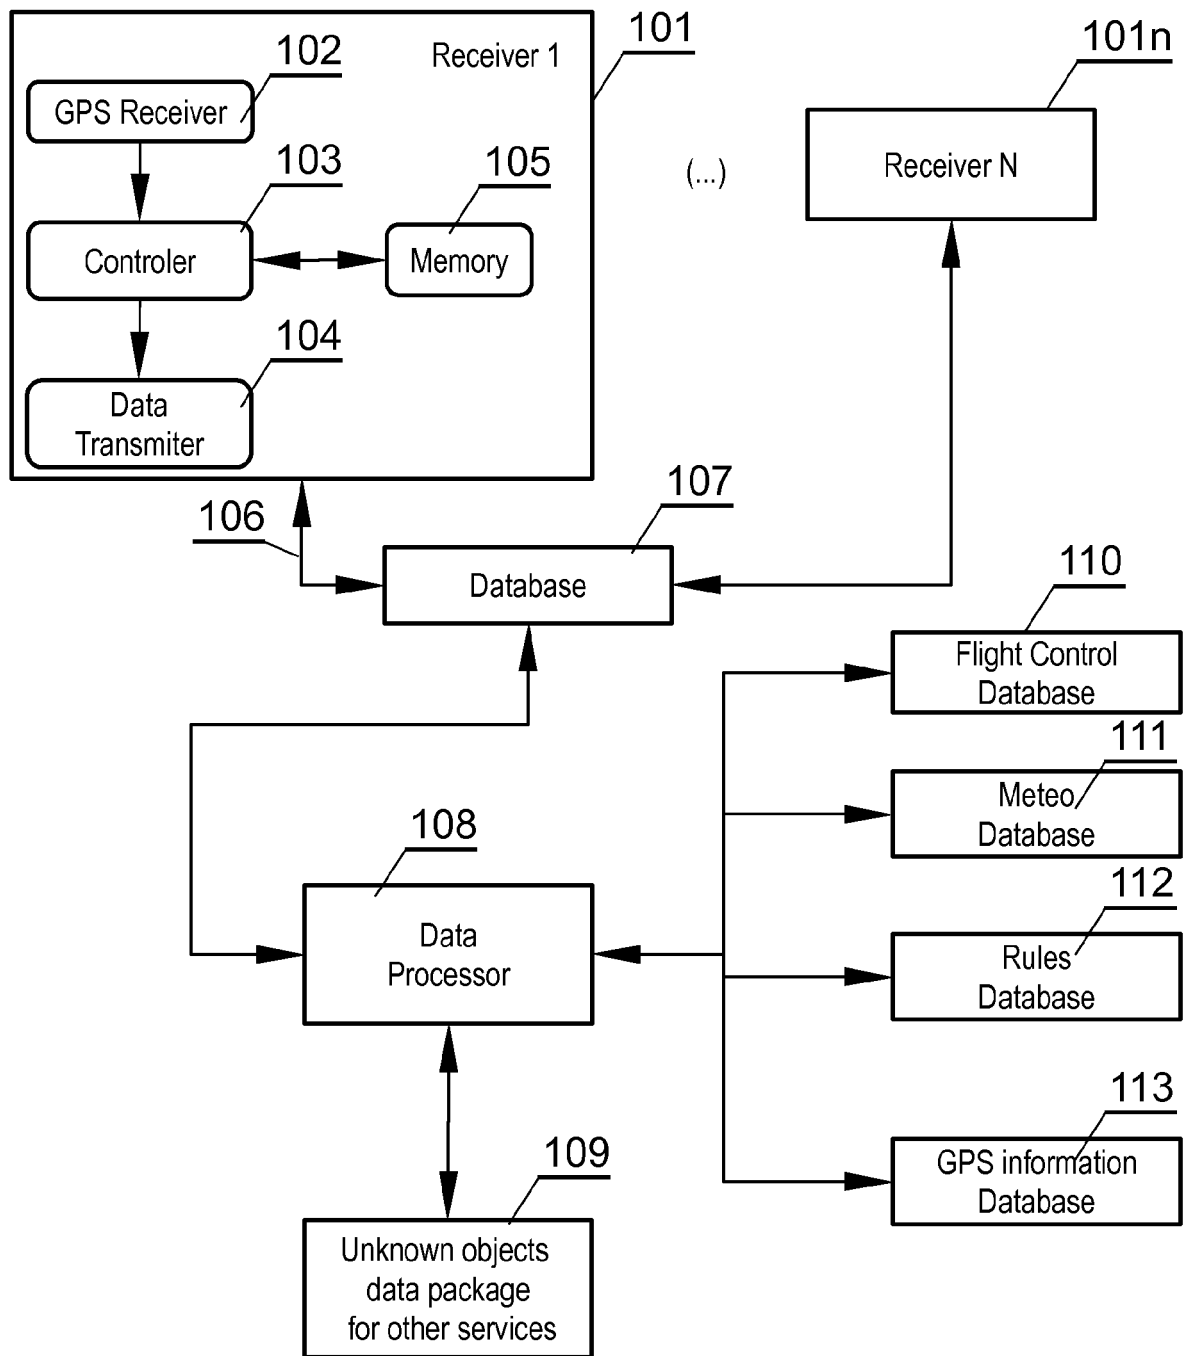 Receiver 1
101
102
GPS Receiver
103
Controler
105
Memory
104
Data
Transmiter
(...)
101n
Receiver N
106
107
Database
110
Flight Control
Database
111
Meteo
Database
108
Data
Processor
112
Rules
Database
113
GPS information
Database
109
Unknown objects
data package
for other services